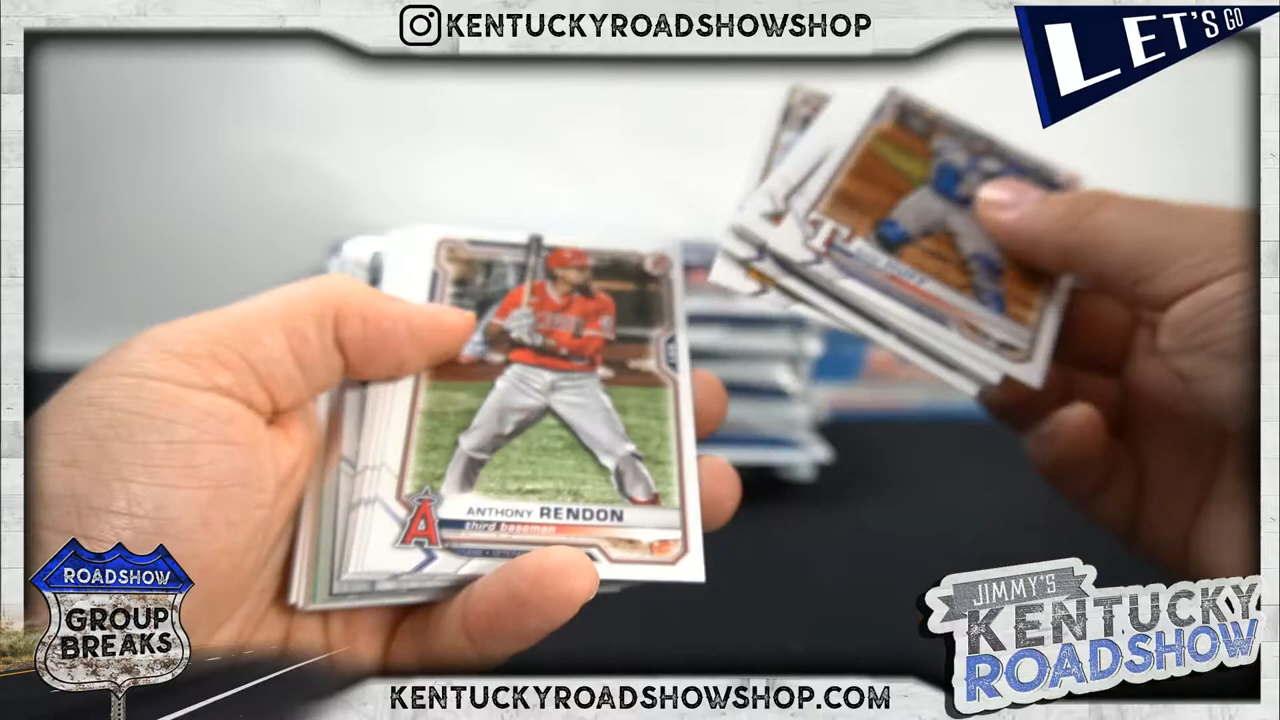 KENTUCKYROADSHOWSHOP
LET'S GO
T
ANTHONY RENDON
third baseman
A
ROADSHOW
GROUP
BREAKS
JIMMY'S
KENTUCKY
ROADSHOW
KENTUCKYROADSHOWSHOP.COM